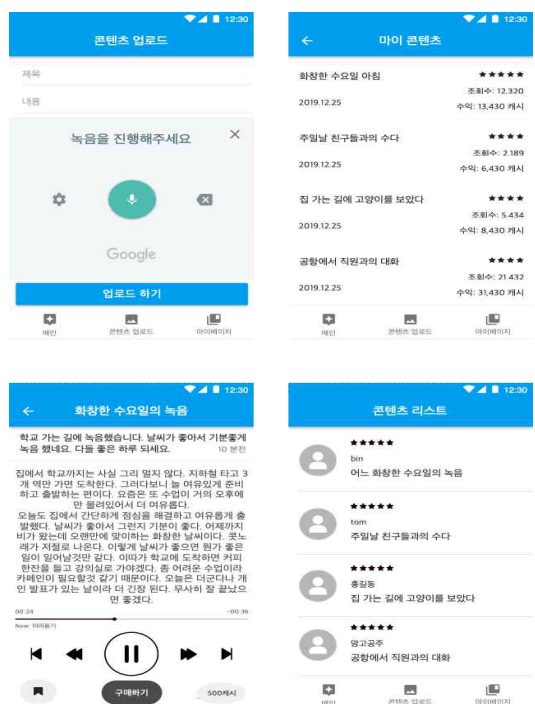 12:30
콘텐츠 업로드
제목
내용
녹음을 진행해주세요
Google
업로드 하기
메인
콘텐츠 업로드
마이페이지
12:30
마이 콘텐츠
화창한 수요일 아침 ★★★★★
조회수: 12.320
2019.12.25 수익: 13,430 캐시
주일날 친구들과의 수다 ★★★★
조회수: 2.189
2019.12.25 수익: 6,430 캐시
집 가는 길에 고양이를 보았다 ★★★★
조회수: 5.434
2019.12.25 수익: 8,430 캐시
공항에서 직원과의 대화 ★★★★
조회수: 21.432
2019.12.25 수익: 31,430 캐시
메인
콘텐츠 업로드
마이페이지
12:30
화창한 수요일의 녹음
학교 가는 길에 녹음했습니다. 날씨가 좋아서 기분좋게
녹음 했네요. 다들 좋은 하루 되세요. 10 분전
집에서 학교까지는 사실 그리 멀지 않다. 지하철 타고 3
개 역만 가면 도착한다. 그러다보니 늘 여유있게 준비
하고 출발하는 편이다. 요즘은 또 수업이 거의 오후에
만 몰려있어서 더 여유롭다.
오늘도 집에서 간단하게 점심을 해결하고 여유롭게 출
발했다. 날씨가 좋아서 그런지 기분이 좋다. 어제까지
비가 왔는데 오랜만에 맞이하는 화창한 날씨이다. 콧노
래가 저절로 나온다. 이렇게 날씨가 좋으면 뭔가 좋은
일이 일어날것만 같다. 이따가 학교에 도착하면 커피
한잔을 들고 강의실로 가야겠다. 좀 어려운 수업이라
카페인이 필요할것 같기 때문이다. 오늘은 더군다나 개
인 발표가 있는 날이라 더 긴장 된다. 무사히 잘 끝났으
면 좋겠다.
00:24 -00:36
Now: 미리듣기
구매하기
500캐시
12:30
콘텐츠 리스트
★★★★★
bin
어느 화창한 수요일의 녹음
★★★★★
tom
주일날 친구들과의 수다
★★★★★
홍길동
집 가는 길에 고양이를 보았다
★★★★★
망고공주
공항에서 직원과의 대화
메인
콘텐츠 업로드
마이페이지